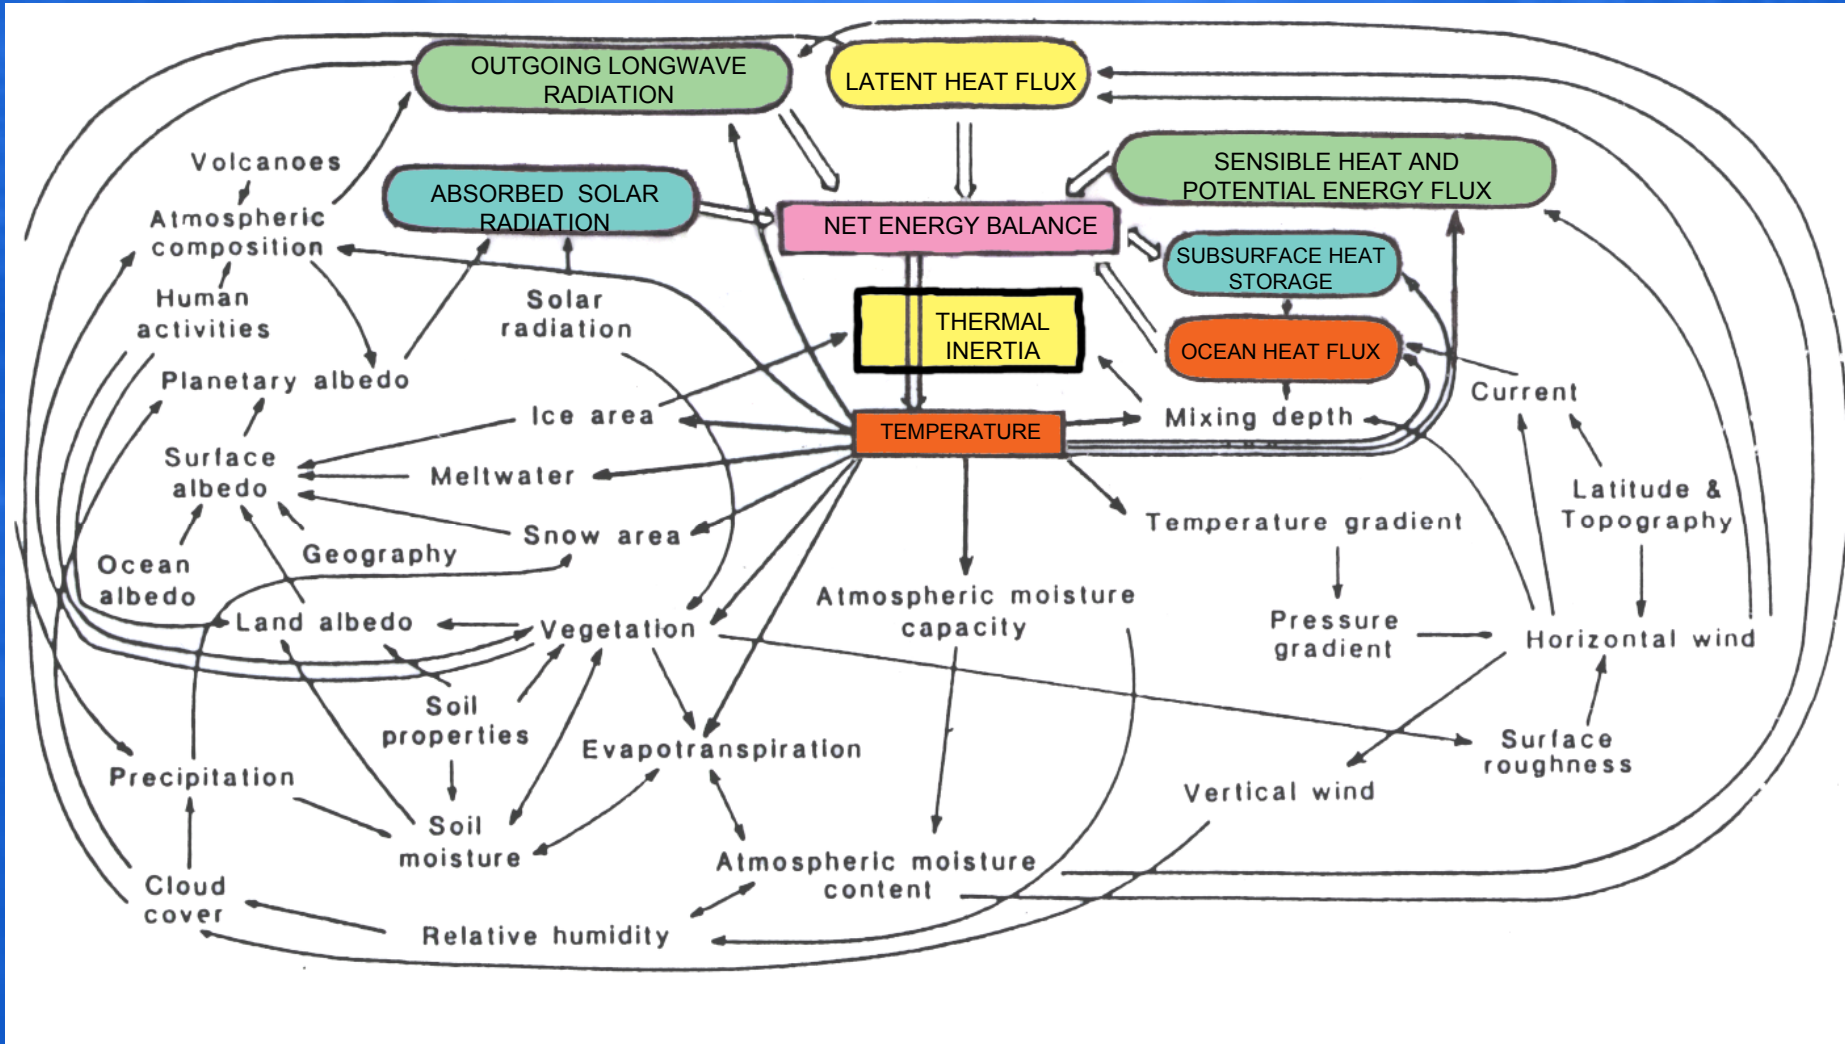 OUTGOING LONGWAVE
RADIATION
LATENT HEAT FLUX
Volcanoes
SENSIBLE HEAT AND
POTENTIAL ENERGY FLUX
ABSORBED SOLAR
RADIATION
Atmospheric
composition
NET ENERGY BALANCE
SUBSURFACE HEAT
STORAGE
Human
activities
Solar
radiation
THERMAL
INERTIA
OCEAN HEAT FLUX
Planetary albedo
Current
Ice area
TEMPERATURE
Mixing depth
Surface
albedo
Meltwater
Latitude &
Topography
Temperature gradient
Snow area
Geography
Ocean
albedo
Atmospheric moisture
capacity
Land albedo
Vegetation
Pressure
gradient
Horizontal wind
Soil
properties
Evapotranspiration
Surface
roughness
Precipitation
Vertical wind
Soil
moisture
Atmospheric moisture
content
Cloud
cover
Relative humidity